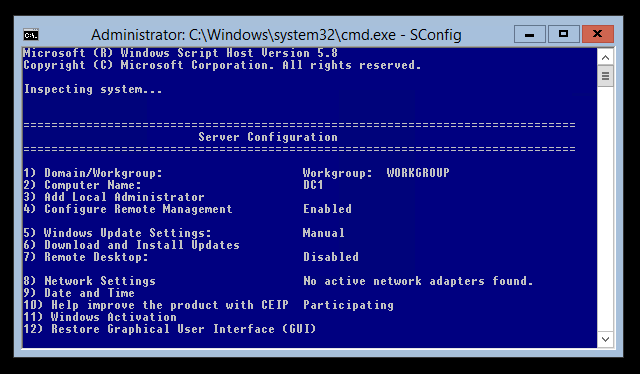 Administrator: C:\Windows\system32\cmd.exe - SConfig
Microsoft (R) Windows Script Host Version 5.8
Copyright (C) Microsoft Corporation. All rights reserved.
Inspecting system...
===============================================================================
Server Configuration
===============================================================================
1) Domain/Workgroup: Workgroup: WORKGROUP
2) Computer Name: DC1
3) Add Local Administrator
4) Configure Remote Management Enabled
5) Windows Update Settings: Manual
6) Download and Install Updates
7) Remote Desktop: Disabled
8) Network Settings No active network adapters found.
9) Date and Time
10) Help improve the product with CEIP Participating
11) Windows Activation
12) Restore Graphical User Interface (GUI)